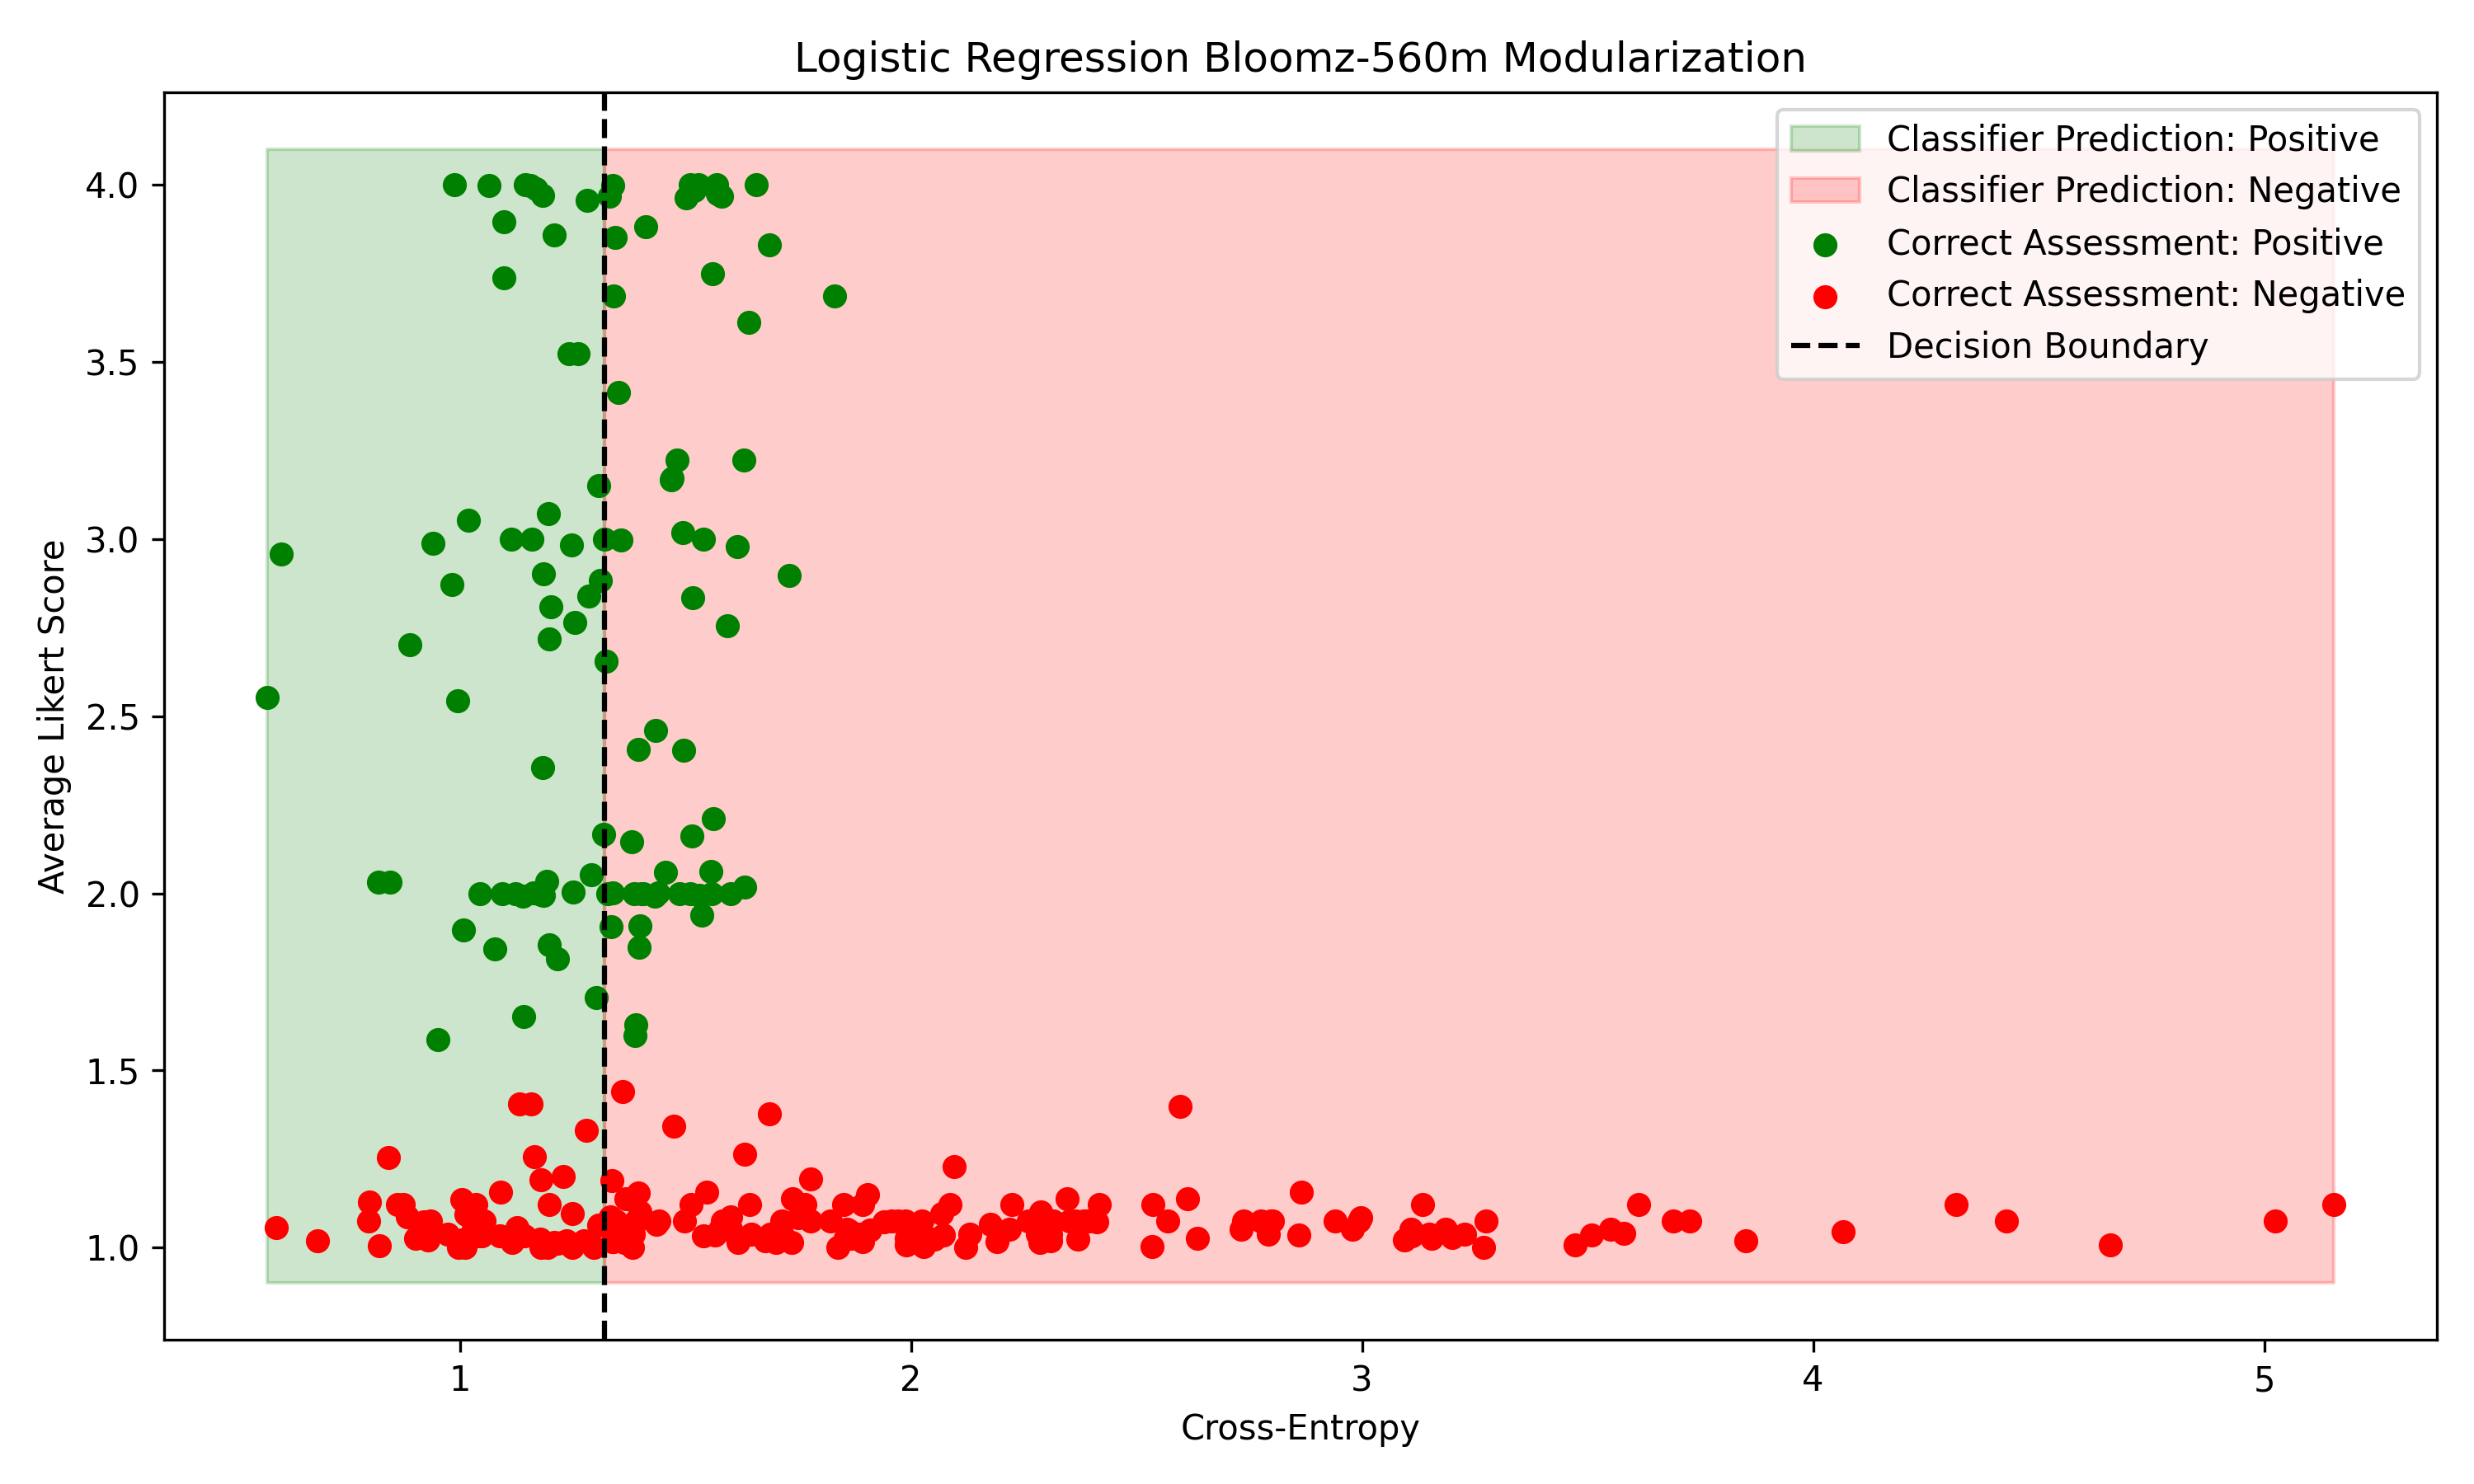 Logistic Regression Bloomz-560m Modularization
Classifier Prediction: Positive
Classifier Prediction: Negative
Correct Assessment: Positive
Correct Assessment: Negative
Decision Boundary
Average Likert Score
4.0
3.5
3.0
2.5
2.0
1.5
1.0
1 2 3 4 5
Cross-Entropy